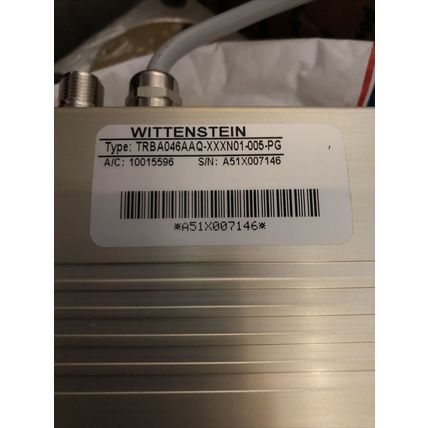 WITTENSTEIN
Type: TRBA046AAQ-XXXN01-005-PG
A/C: 10015596 S/N: A51X007146
*A51X007146*